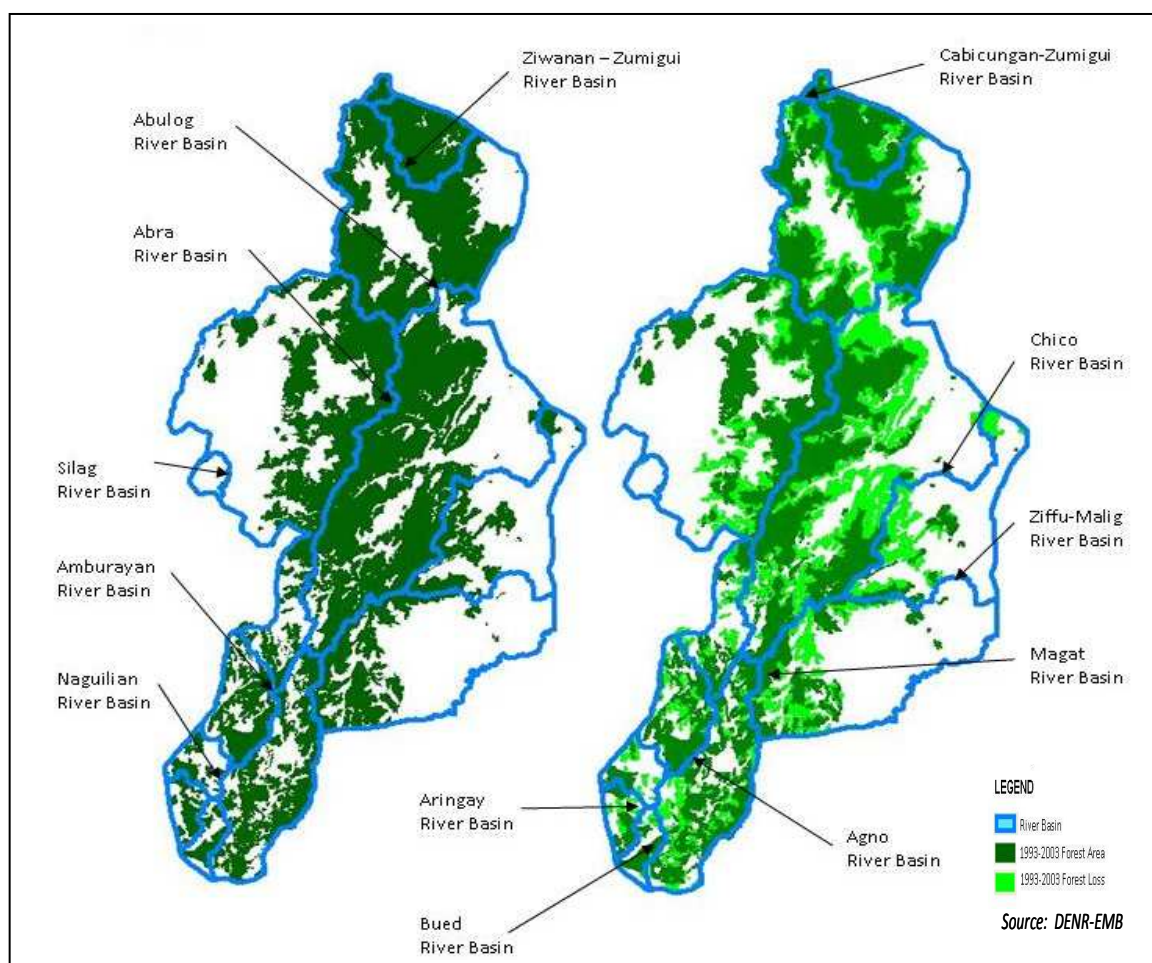 Ziwanan – Zumigui
River Basin
Cabicungan-Zumigui
River Basin
Abulog
River Basin
Abra
River Basin
Chico
River Basin
Silag
River Basin
Ziffu-Malig
River Basin
Amburayan
River Basin
Naguilian
River Basin
Magat
River Basin
Aringay
River Basin
Agno
River Basin
Bued
River Basin
LEGEND
River Basin
1993-2003 Forest Area
1993-2003 Forest Loss
Source: DENR-EMB